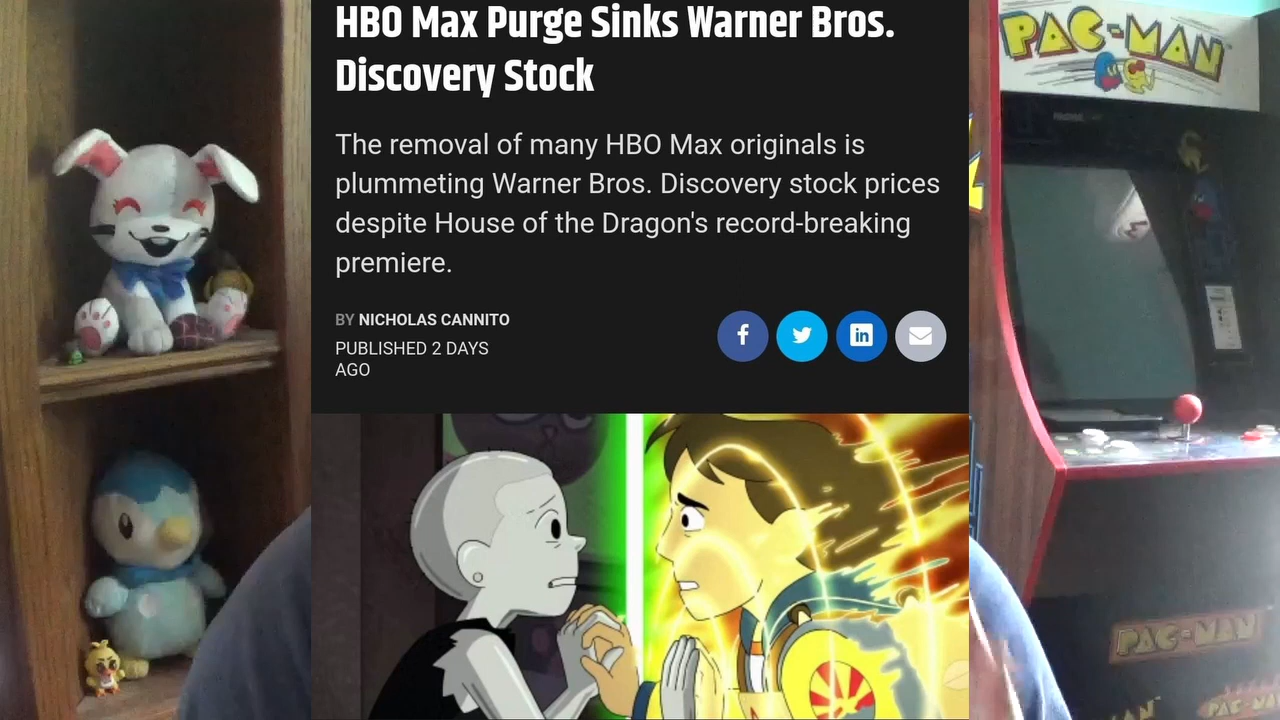 HBO Max Purge Sinks Warner Bros.
Discovery Stock
The removal of many HBO Max originals is
plummeting Warner Bros. Discovery stock prices
despite House of the Dragon's record-breaking
premiere.
BY NICHOLAS CANNITO
PUBLISHED 2 DAYS
AGO
f
in
PAC-MAN
PAC-MAN